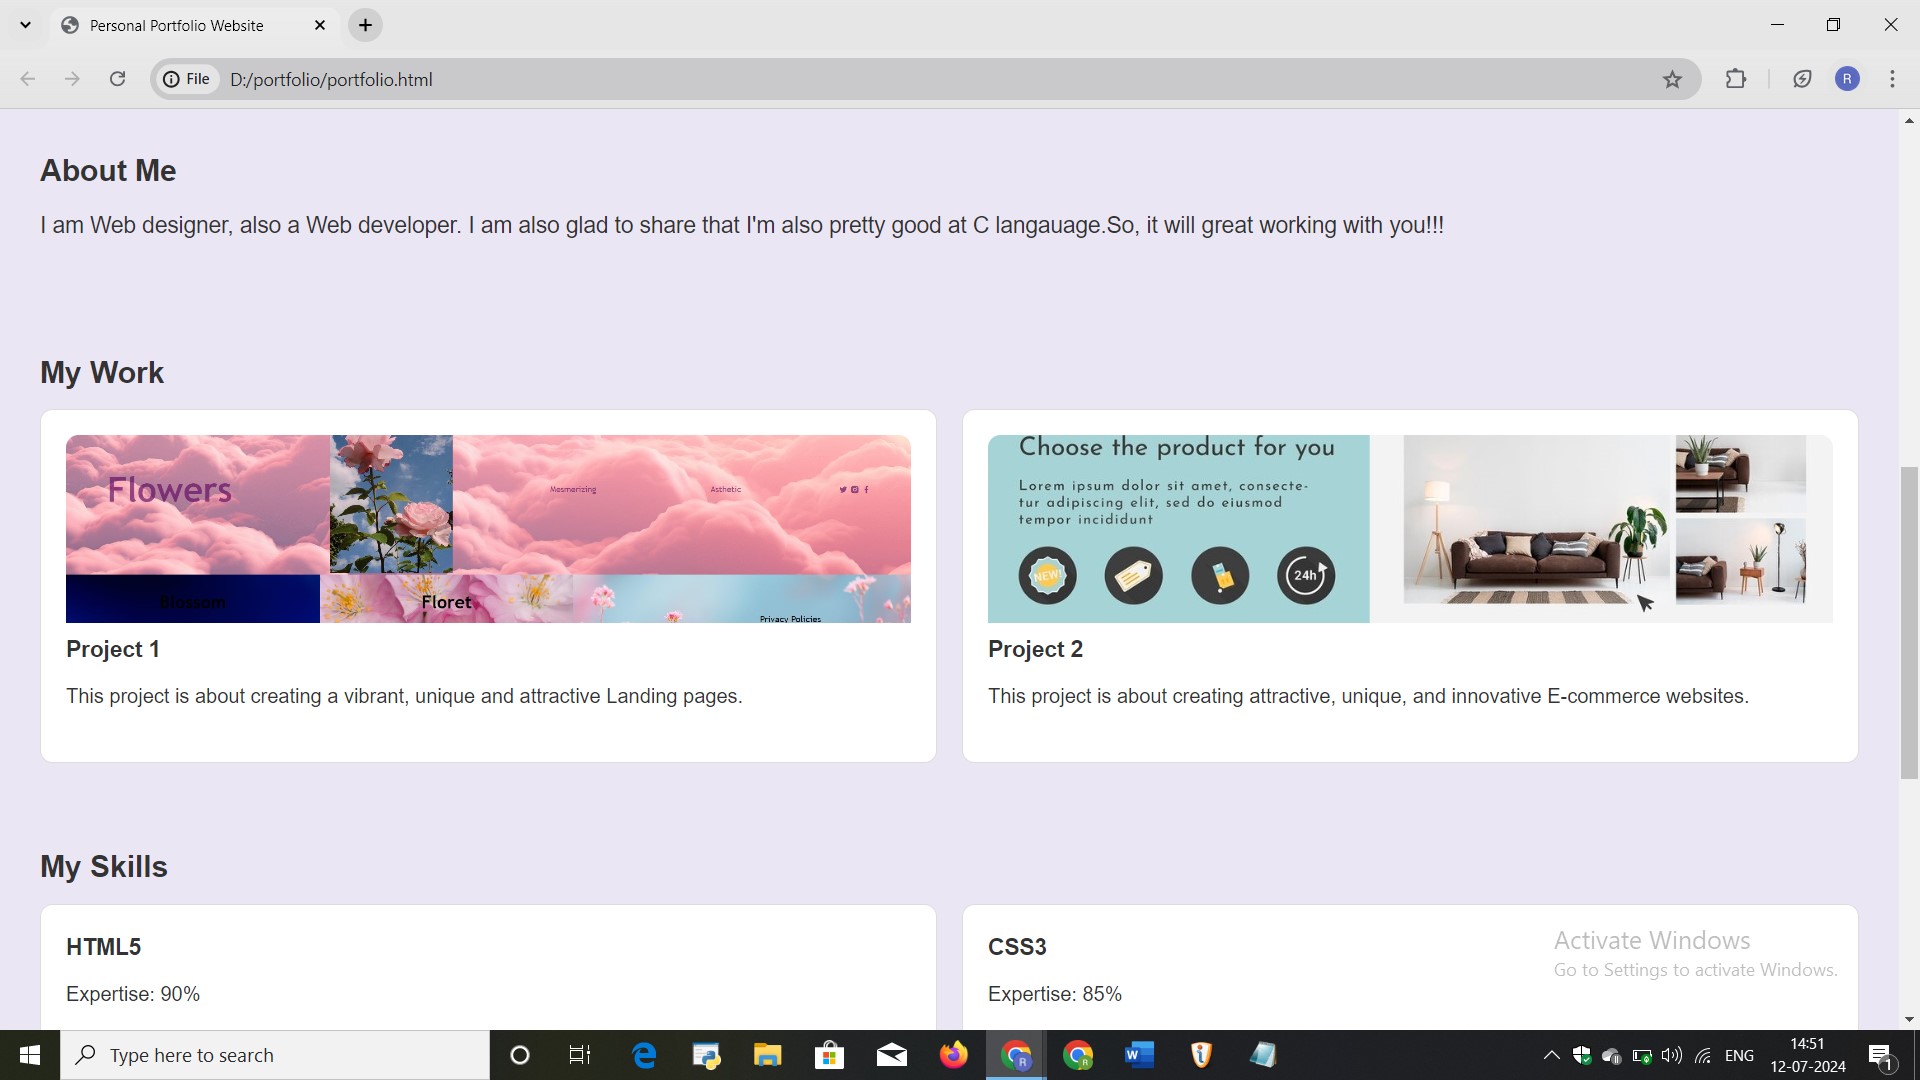 Personal Portfolio Website
File
D:/portfolio/portfolio.html
R
About Me
I am Web designer, also a Web developer. I am also glad to share that I'm also pretty good at C langauage.So, it will great working with you!!!
My Work
Flowers
Mesmerizing
Asthetic
Blossom
Floret
Privacy Policies
Choose the product for you
Lorem ipsum dolor sit amet, consecte-
tur adipiscing elit, sed do eiusmod
tempor incididunt
NEW!
24h
Project 1
This project is about creating a vibrant, unique and attractive Landing pages.
Project 2
This project is about creating attractive, unique, and innovative E-commerce websites.
My Skills
HTML5
Expertise: 90%
CSS3
Expertise: 85%
Activate Windows
Go to Settings to activate Windows.
Type here to search
ENG
14:51
12-07-2024
1